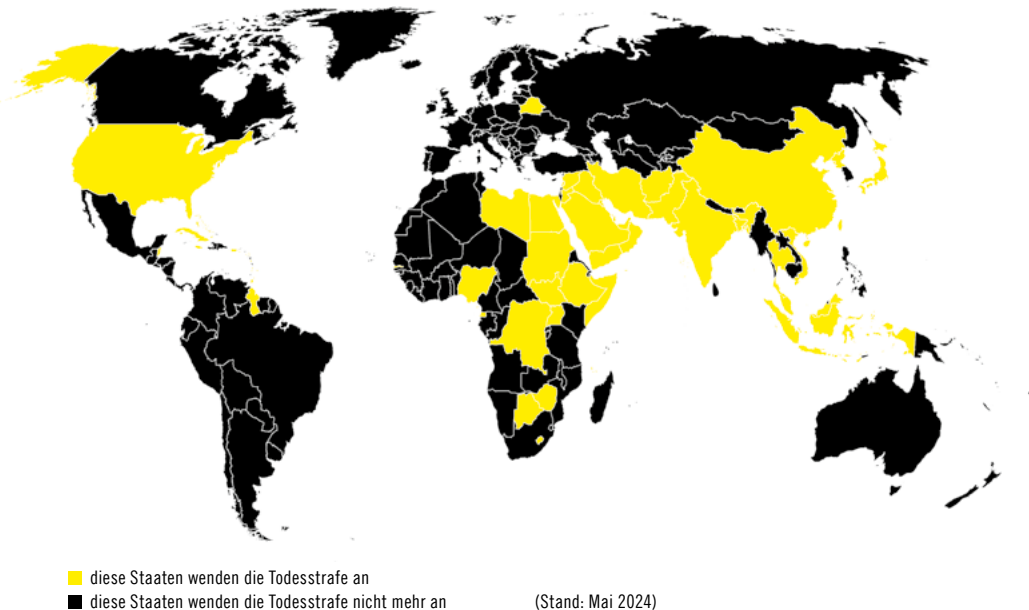 diese Staaten wenden die Todesstrafe an
diese Staaten wenden die Todesstrafe nicht mehr an (Stand: Mai 2024)